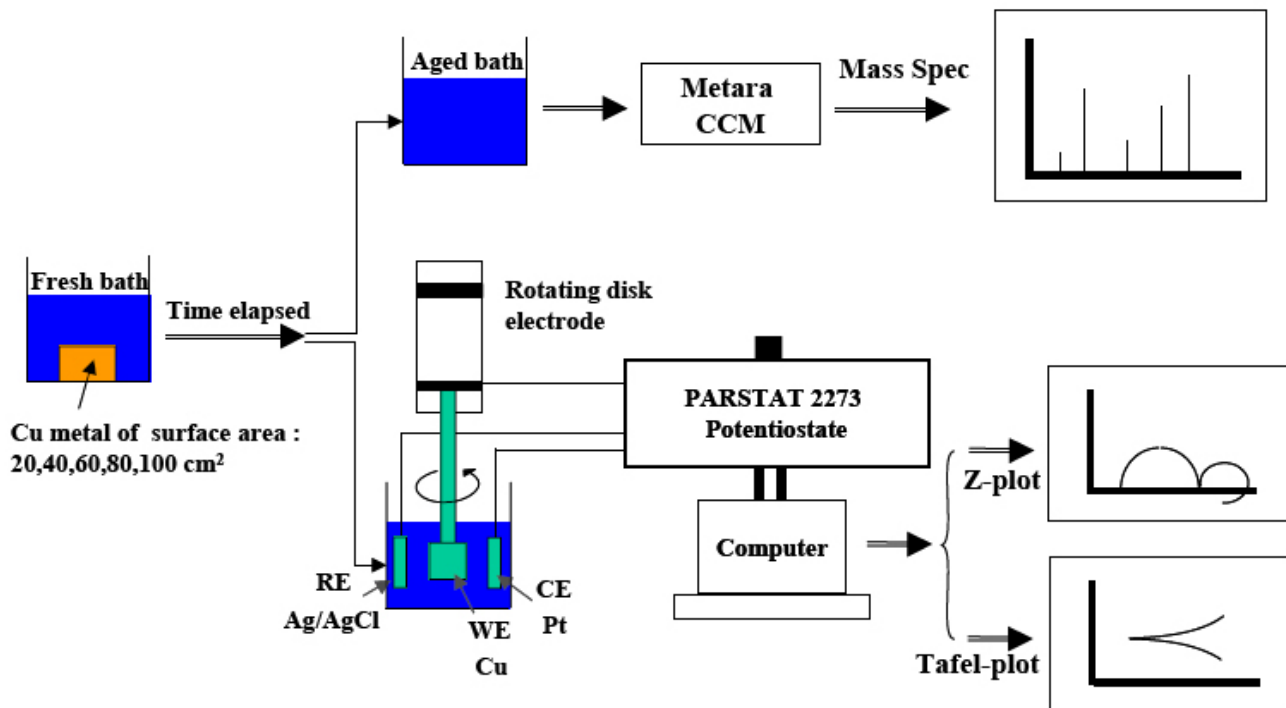 Aged bath
Metara
CCM
Mass Spec
Fresh bath
Time elapsed
Cu metal of surface area :
20,40,60,80,100 cm²
Rotating disk
electrode
PARSTAT 2273
Potentiostate
Computer
RE
Ag/AgCl
WE
Cu
CE
Pt
Z-plot
Tafel-plot